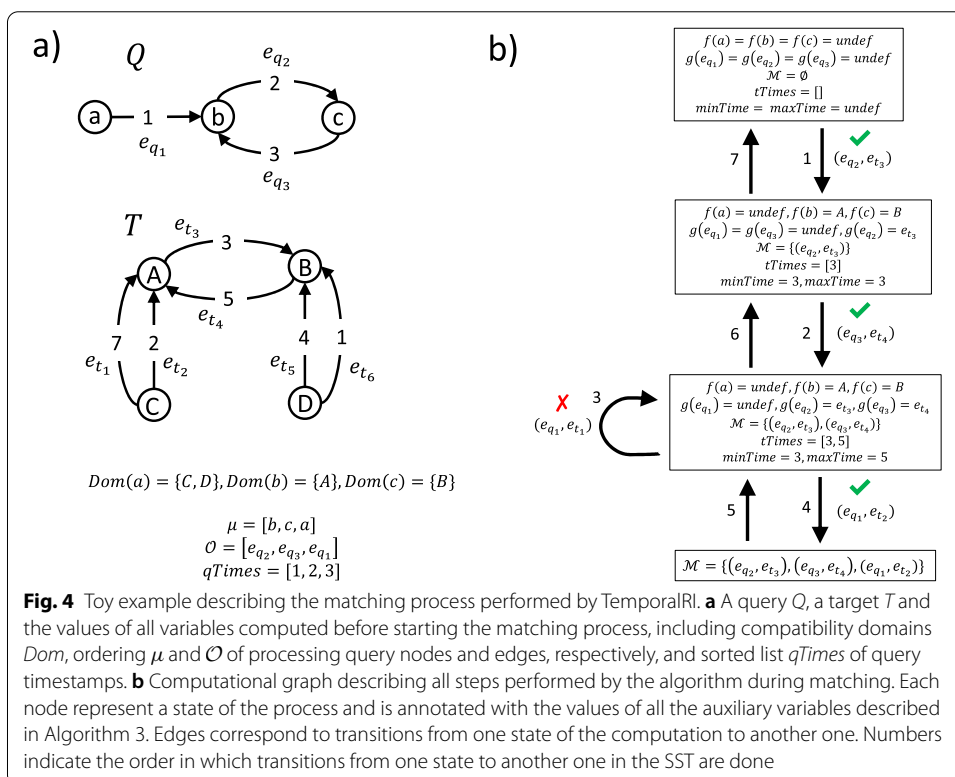 a)
Q
e_{q_2}
2
a
1
b
c
e_{q_1}
3
e_{q_3}
T
e_{t_3}
3
A
B
5
e_{t_4}
7
2
4
1
e_{t_1}
e_{t_2}
e_{t_5}
e_{t_6}
C
D
Dom(a) = {C, D}, Dom(b) = {A}, Dom(c) = {B}
μ = [b, c, a]
𝒪 = [e_{q_2}, e_{q_3}, e_{q_1}]
qTimes = [1, 2, 3]
b)
f(a) = f(b) = f(c) = undef
g(e_{q_1}) = g(e_{q_2}) = g(e_{q_3}) = undef
ℳ = ∅
tTimes = []
minTime = maxTime = undef
7
1
✓
(e_{q_2}, e_{t_3})
f(a) = undef, f(b) = A, f(c) = B
g(e_{q_1}) = g(e_{q_3}) = undef, g(e_{q_2}) = e_{t_3}
ℳ = {(e_{q_2}, e_{t_3})}
tTimes = [3]
minTime = 3, maxTime = 3
6
2
✓
(e_{q_3}, e_{t_4})
✗
3
(e_{q_1}, e_{t_1})
f(a) = undef, f(b) = A, f(c) = B
g(e_{q_1}) = undef, g(e_{q_2}) = e_{t_3}, g(e_{q_3}) = e_{t_4}
ℳ = {(e_{q_2}, e_{t_3}), (e_{q_3}, e_{t_4})}
tTimes = [3, 5]
minTime = 3, maxTime = 5
5
4
✓
(e_{q_1}, e_{t_2})
ℳ = {(e_{q_2}, e_{t_3}), (e_{q_3}, e_{t_4}), (e_{q_1}, e_{t_2})}
Fig. 4 Toy example describing the matching process performed by TemporalRI. a A query Q, a target T and
the values of all variables computed before starting the matching process, including compatibility domains
Dom, ordering μ and 𝒪 of processing query nodes and edges, respectively, and sorted list qTimes of query
timestamps. b Computational graph describing all steps performed by the algorithm during matching. Each
node represent a state of the process and is annotated with the values of all the auxiliary variables described
in Algorithm 3. Edges correspond to transitions from one state of the computation to another one. Numbers
indicate the order in which transitions from one state to another one in the SST are done